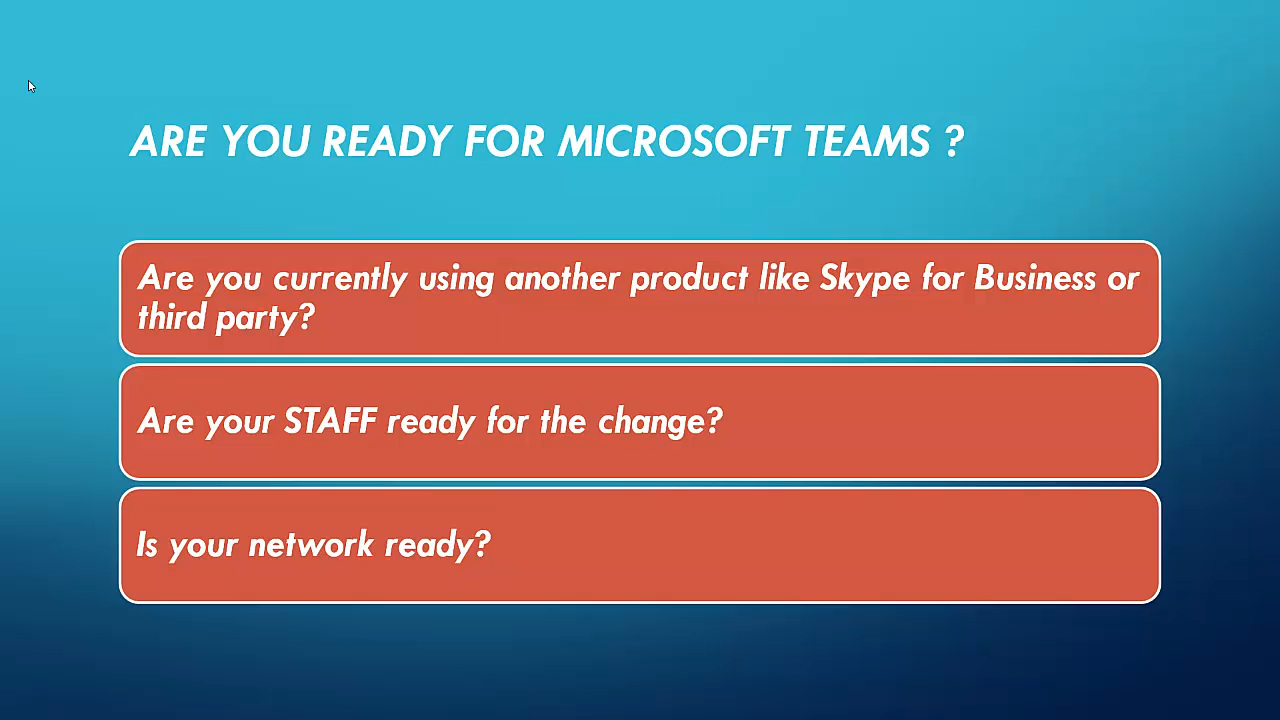 ARE YOU READY FOR MICROSOFT TEAMS ?
Are you currently using another product like Skype for Business or
third party?
Are your STAFF ready for the change?
Is your network ready?